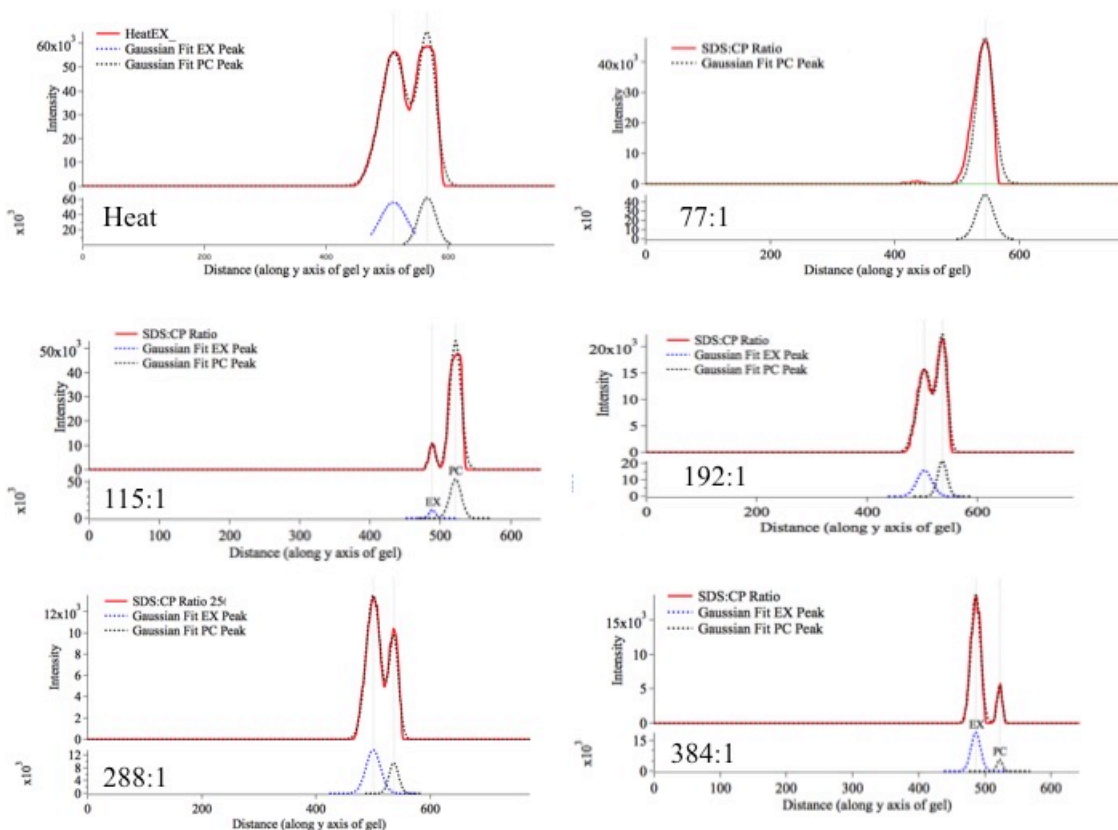 HeatEX_
Gaussian Fit EX Peak
Gaussian Fit PC Peak
60x10³
50
40
30
20
10
0
Intensity
x10³
60
40
20
Heat
0
200
400
600
Distance (along y axis of gel y axis of gel)
SDS:CP Ratio
Gaussian Fit PC Peak
40x10³
30
20
10
0
Intensity
x10³
40
30
20
10
0
77:1
0
200
400
600
Distance (along y axis of gel)
SDS:CP Ratio
Gaussian Fit EX Peak
Gaussian Fit PC Peak
50x10³
40
30
20
10
0
Intensity
x10³
50
0
115:1
EX
PC
0
100
200
300
400
500
600
Distance (along y axis of gel)
SDS:CP Ratio
Gaussian Fit EX Peak
Gaussian Fit PC Peak
20x10³
15
10
5
0
Intensity
x10³
20
10
0
192:1
0
200
400
600
Distance (along y axis of gel)
SDS:CP Ratio 25
Gaussian Fit EX Peak
Gaussian Fit PC Peak
12x10³
10
8
6
4
2
0
Intensity
x10³
12
8
4
0
288:1
0
200
400
600
Distance (along y axis of gel)
SDS:CP Ratio
Gaussian Fit EX Peak
Gaussian Fit PC Peak
15x10³
10
5
0
Intensity
x10³
15
5
0
384:1
EX
PC
0
100
200
300
400
500
600
Distance (along y axis of gel)